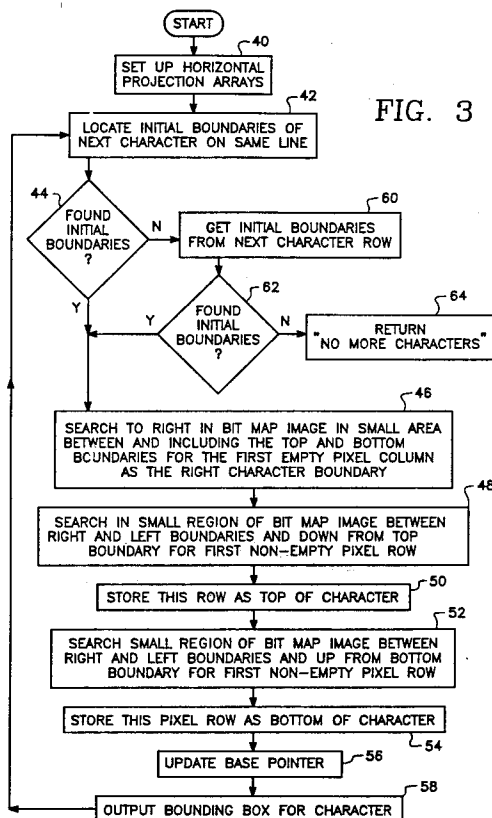 START
40
SET UP HORIZONTAL
PROJECTION ARRAYS
42
FIG. 3
LOCATE INITIAL BOUNDARIES OF
NEXT CHARACTER ON SAME LINE
44
FOUND
INITIAL
BOUNDARIES
?
N
Y
60
GET INITIAL BOUNDARIES
FROM NEXT CHARACTER ROW
62
FOUND
INITIAL
BOUNDARIES
?
Y
N
64
RETURN
"NO MORE CHARACTERS"
46
SEARCH TO RIGHT IN BIT MAP IMAGE IN SMALL AREA
BETWEEN AND INCLUDING THE TOP AND BOTTOM
BOUNDARIES FOR THE FIRST EMPTY PIXEL COLUMN
AS THE RIGHT CHARACTER BOUNDARY
48
SEARCH IN SMALL REGION OF BIT MAP IMAGE BETWEEN
RIGHT AND LEFT BOUNDARIES AND DOWN FROM TOP
BOUNDARY FOR FIRST NON-EMPTY PIXEL ROW
50
STORE THIS ROW AS TOP OF CHARACTER
52
SEARCH SMALL REGION OF BIT MAP IMAGE BETWEEN
RIGHT AND LEFT BOUNDARIES AND UP FROM BOTTOM
BOUNDARY FOR FIRST NON-EMPTY PIXEL ROW
STORE THIS PIXEL ROW AS BOTTOM OF CHARACTER
54
UPDATE BASE POINTER
56
58
OUTPUT BOUNDING BOX FOR CHARACTER